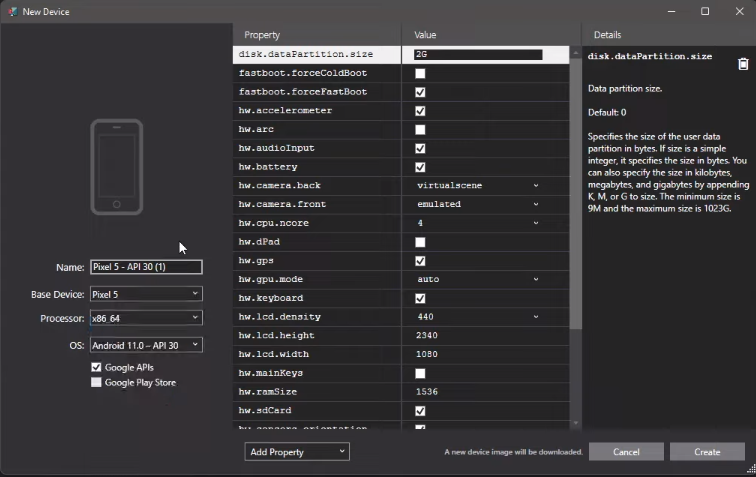 New Device
Property Value Details
disk.dataPartition.size 2G
fastboot.forceColdBoot
fastboot.forceFastBoot
hw.accelerometer
hw.arc
hw.audioInput
hw.battery
hw.camera.back virtualscene
hw.camera.front emulated
hw.cpu.ncore 4
hw.dPad
hw.gps
hw.gpu.mode auto
hw.keyboard
hw.lcd.density 440
hw.lcd.height 2340
hw.lcd.width 1080
hw.mainKeys
hw.ramSize 1536
hw.sdCard
hw.sensors.orientation
disk.dataPartition.size
Data partition size.
Default: 0
Specifies the size of the user data
partition in bytes. If size is a simple
integer, it specifies the size in bytes. You
can also specify the size in kilobytes,
megabytes, and gigabytes by appending
K, M, or G to size. The minimum size is
9M and the maximum size is 1023G.
Name: Pixel 5 - API 30 (1)
Base Device: Pixel 5
Processor: x86_64
OS: Android 11.0 – API 30
Google APIs
Google Play Store
Add Property
A new device image will be downloaded.
Cancel
Create